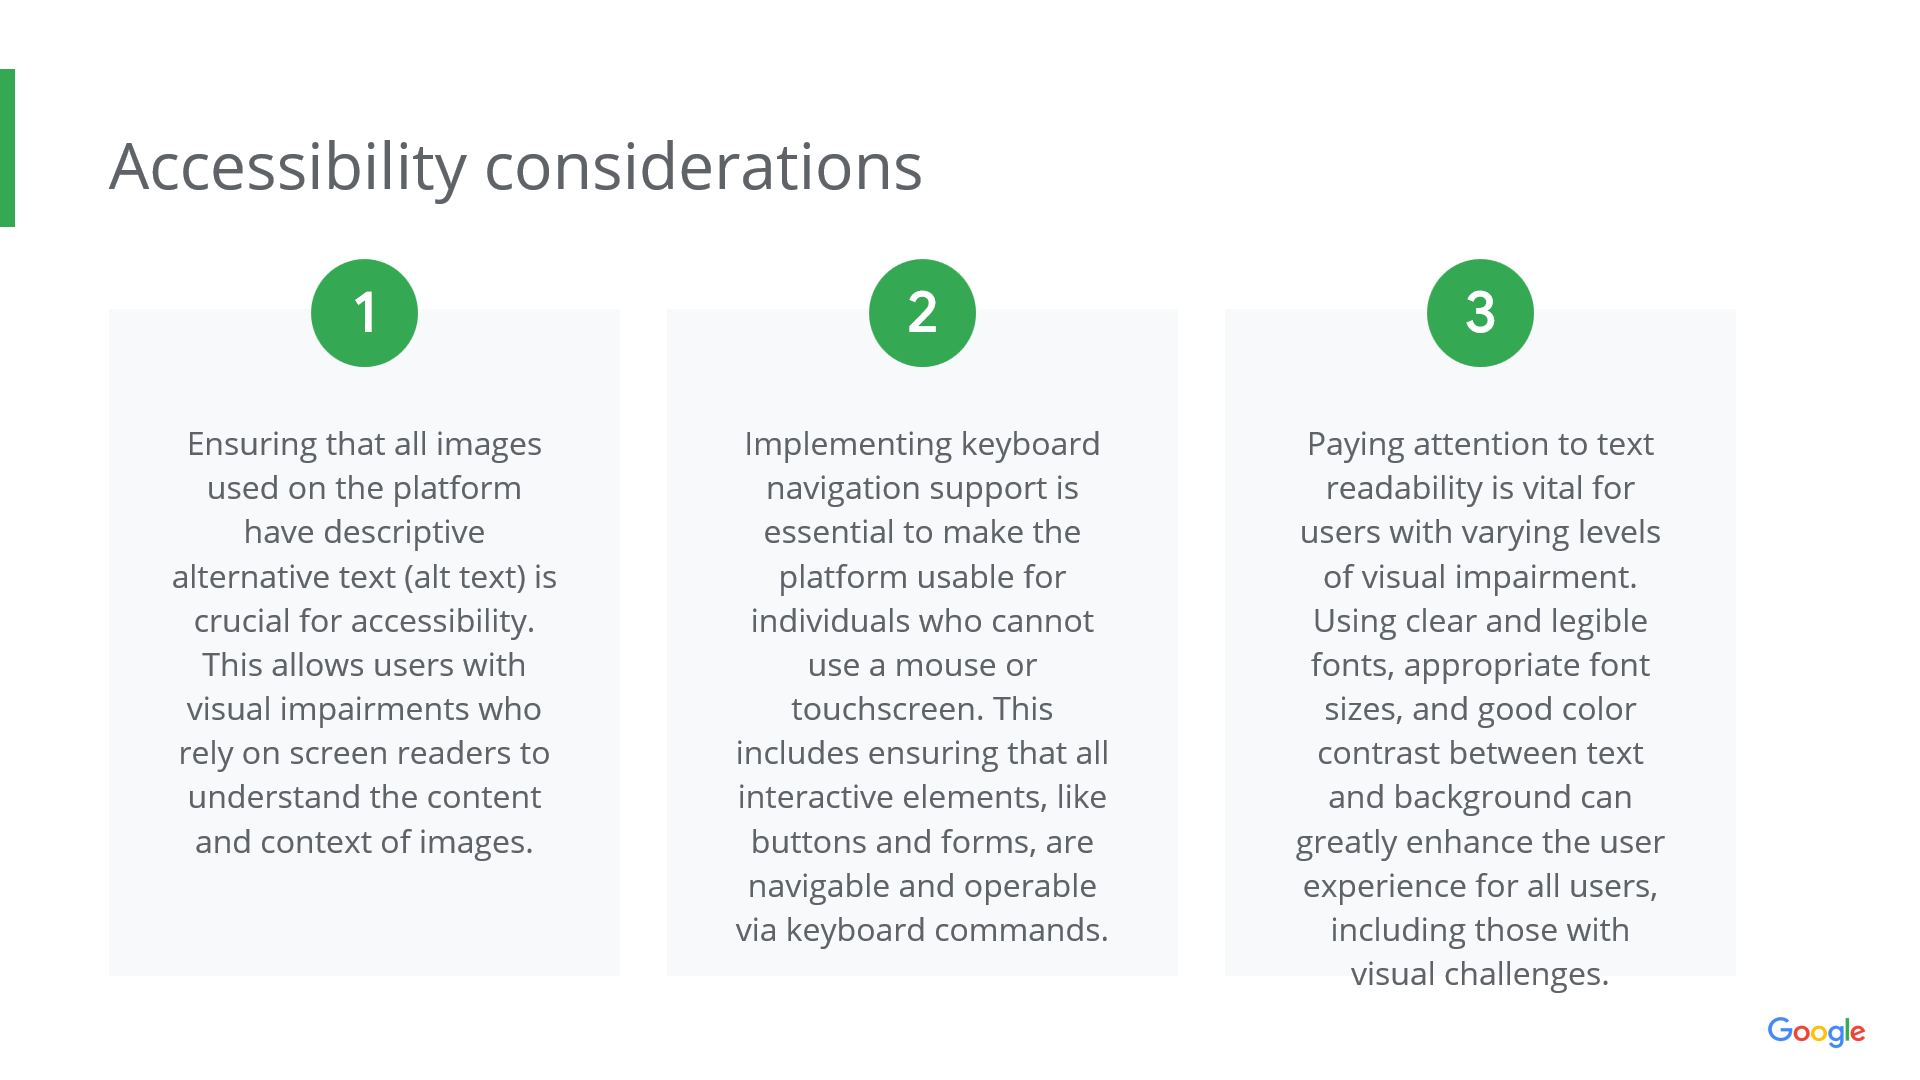 Accessibility considerations
1
Ensuring that all images
used on the platform
have descriptive
alternative text (alt text) is
crucial for accessibility.
This allows users with
visual impairments who
rely on screen readers to
understand the content
and context of images.
2
Implementing keyboard
navigation support is
essential to make the
platform usable for
individuals who cannot
use a mouse or
touchscreen. This
includes ensuring that all
interactive elements, like
buttons and forms, are
navigable and operable
via keyboard commands.
3
Paying attention to text
readability is vital for
users with varying levels
of visual impairment.
Using clear and legible
fonts, appropriate font
sizes, and good color
contrast between text
and background can
greatly enhance the user
experience for all users,
including those with
visual challenges.
Google